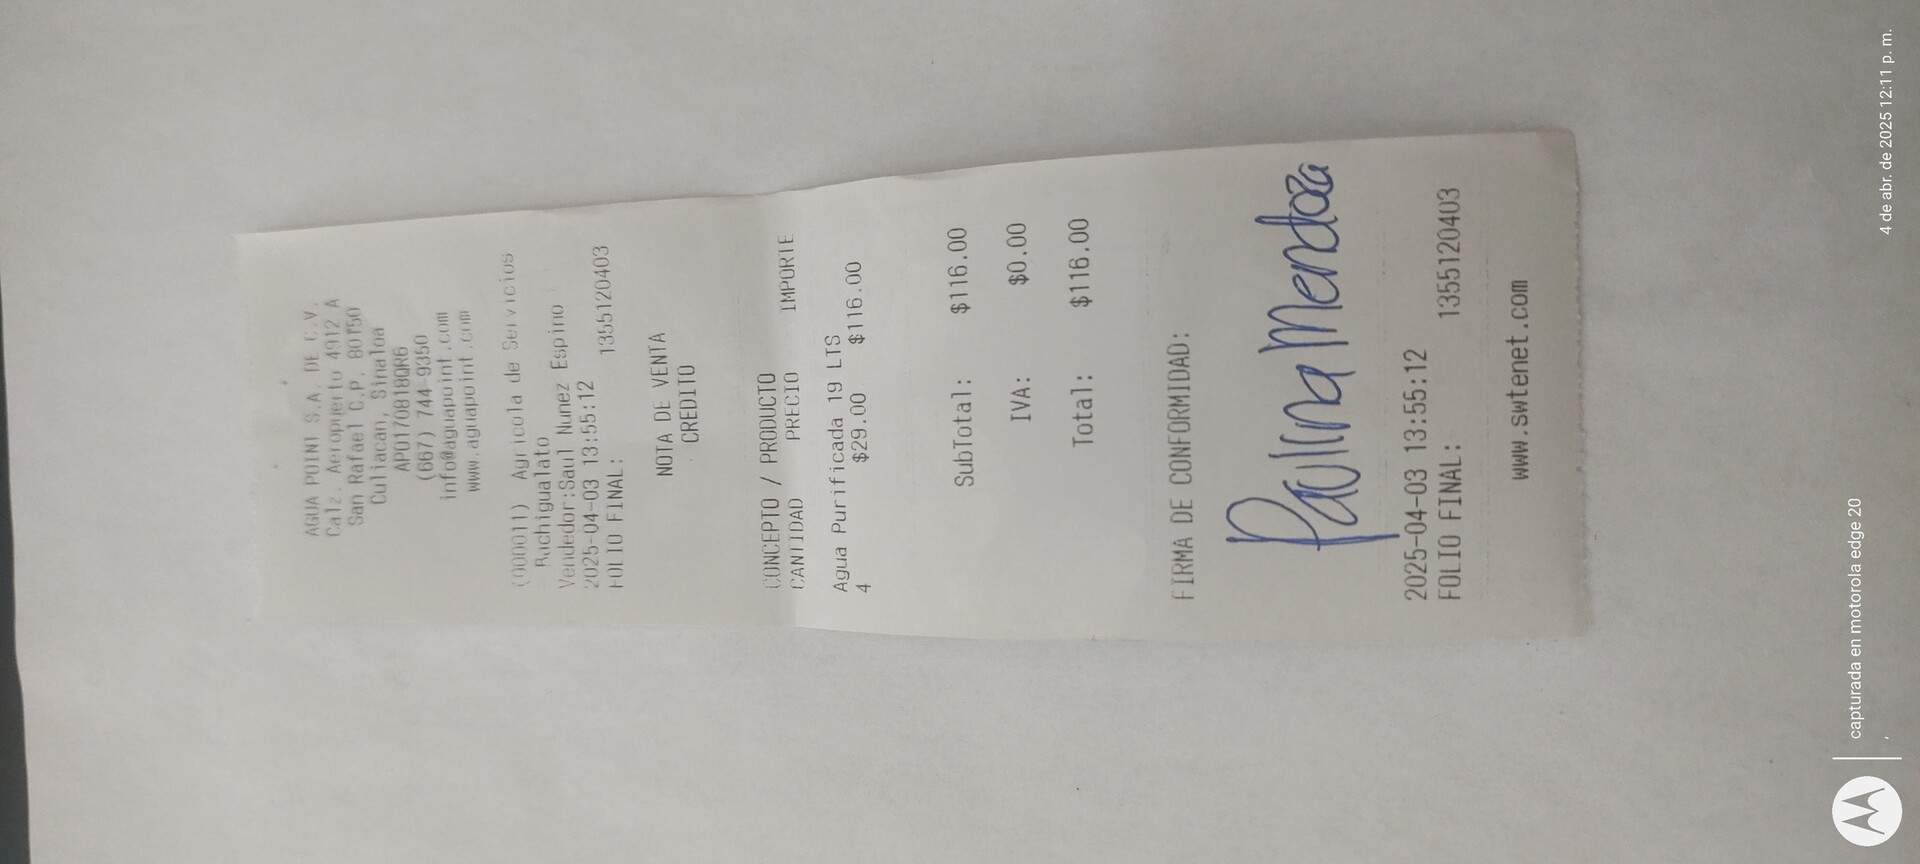 AGUA POINT S.A. DE C.V.
Calz. Aeropuerto 4912 A
San Rafael C.P. 80150
Culiacan, Sinaloa
APO170818QR6
(667) 744-9350
info@aguapoint.com
www.aguapoint.com
(000011) Agricola de Servicios
Bachigualato
Vendedor:Saul Nunez Espino
2025-04-03 13:55:12
FOLIO FINAL: 1355120403
NOTA DE VENTA
CREDITO
CONCEPTO / PRODUCTO
CANTIDAD PRECIO IMPORTE
Agua Purificada 19 LTS
4 $29.00 $116.00
SubTotal: $116.00
IVA: $0.00
Total: $116.00
FIRMA DE CONFORMIDAD:
Paulina Mendoza
2025-04-03 13:55:12
FOLIO FINAL: 1355120403
www.swtenet.com
capturada en motorola edge 20
4 de abr. de 2025 12:11 p. m.